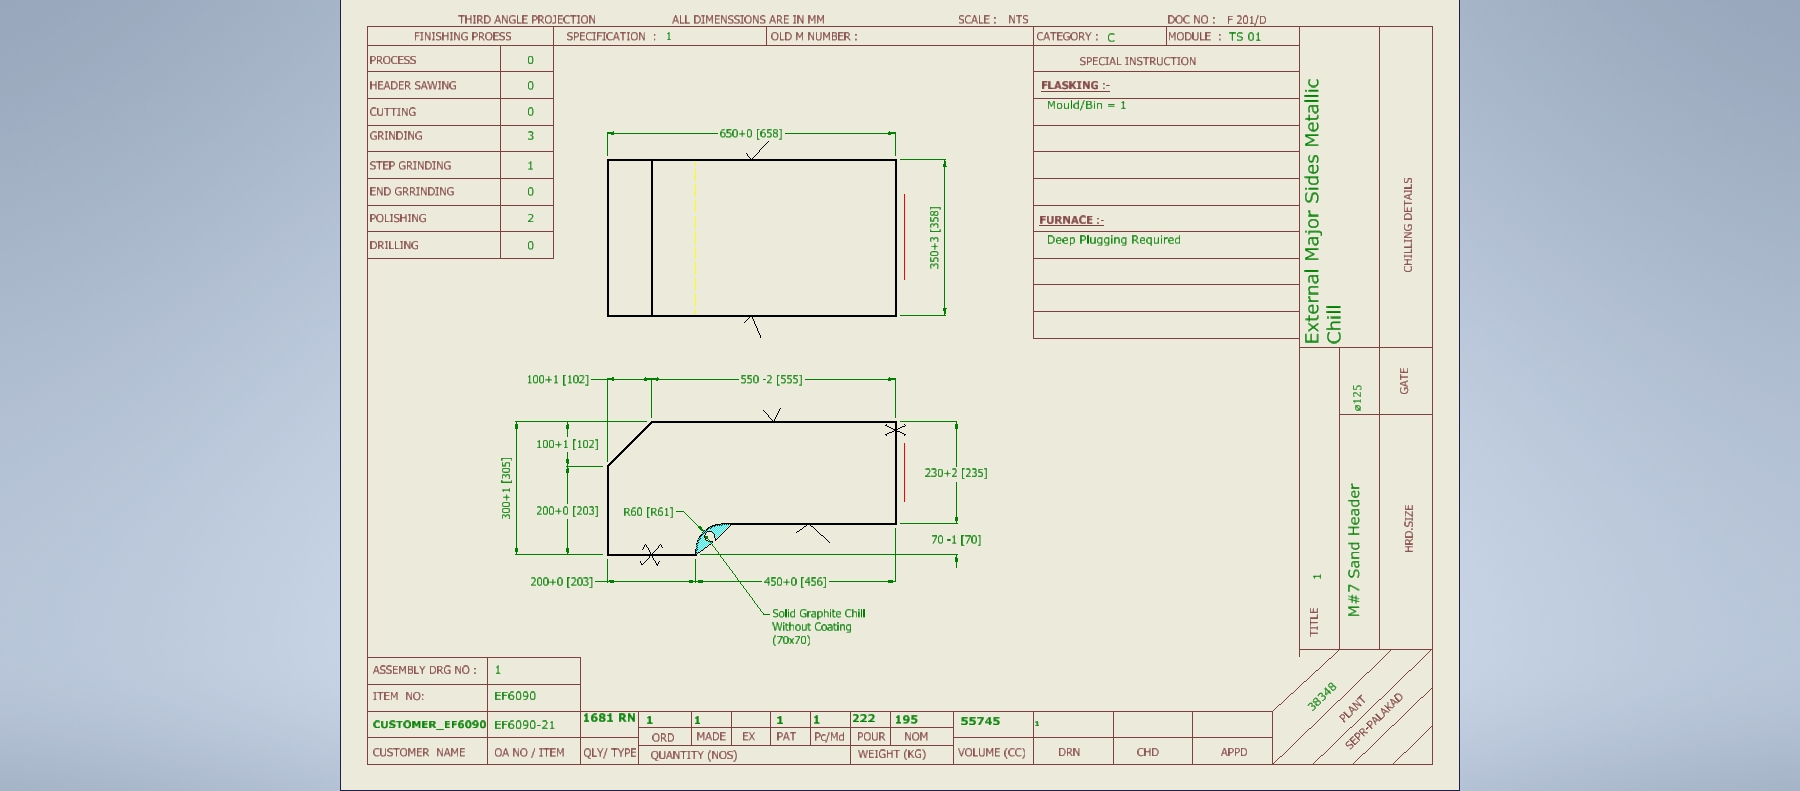 THIRD ANGLE PROJECTION ALL DIMENSSIONS ARE IN MM SCALE : NTS DOC NO : F 201/D
FINISHING PROESS SPECIFICATION : 1 OLD M NUMBER : CATEGORY : C MODULE : TS 01
PROCESS 0
HEADER SAWING 0
CUTTING 0
GRINDING 3
STEP GRINDING 1
END GRRINDING 0
POLISHING 2
DRILLING 0
SPECIAL INSTRUCTION
FLASKING :-
Mould/Bin = 1
FURNACE :-
Deep Plugging Required
650+0 [658]
350+3 [358]
100+1 [102]
550 -2 [555]
100+1 [102]
300+1 [305]
200+0 [203]
R60 [R61]
230+2 [235]
70 -1 [70]
200+0 [203]
450+0 [456]
Solid Graphite Chill
Without Coating
(70x70)
External Major Sides Metallic
Chill
CHILLING DETAILS
ø125
GATE
TITLE 1
M#7 Sand Header
HRD.SIZE
38348
PLANT
SEPR-PALAKAD
ASSEMBLY DRG NO : 1
ITEM NO: EF6090
CUSTOMER_EF6090 EF6090-21 1681 RN 1 1 1 1 222 195 55745 1
ORD MADE EX PAT Pc/Md POUR NOM
CUSTOMER NAME OA NO / ITEM QLY/ TYPE QUANTITY (NOS) WEIGHT (KG) VOLUME (CC) DRN CHD APPD